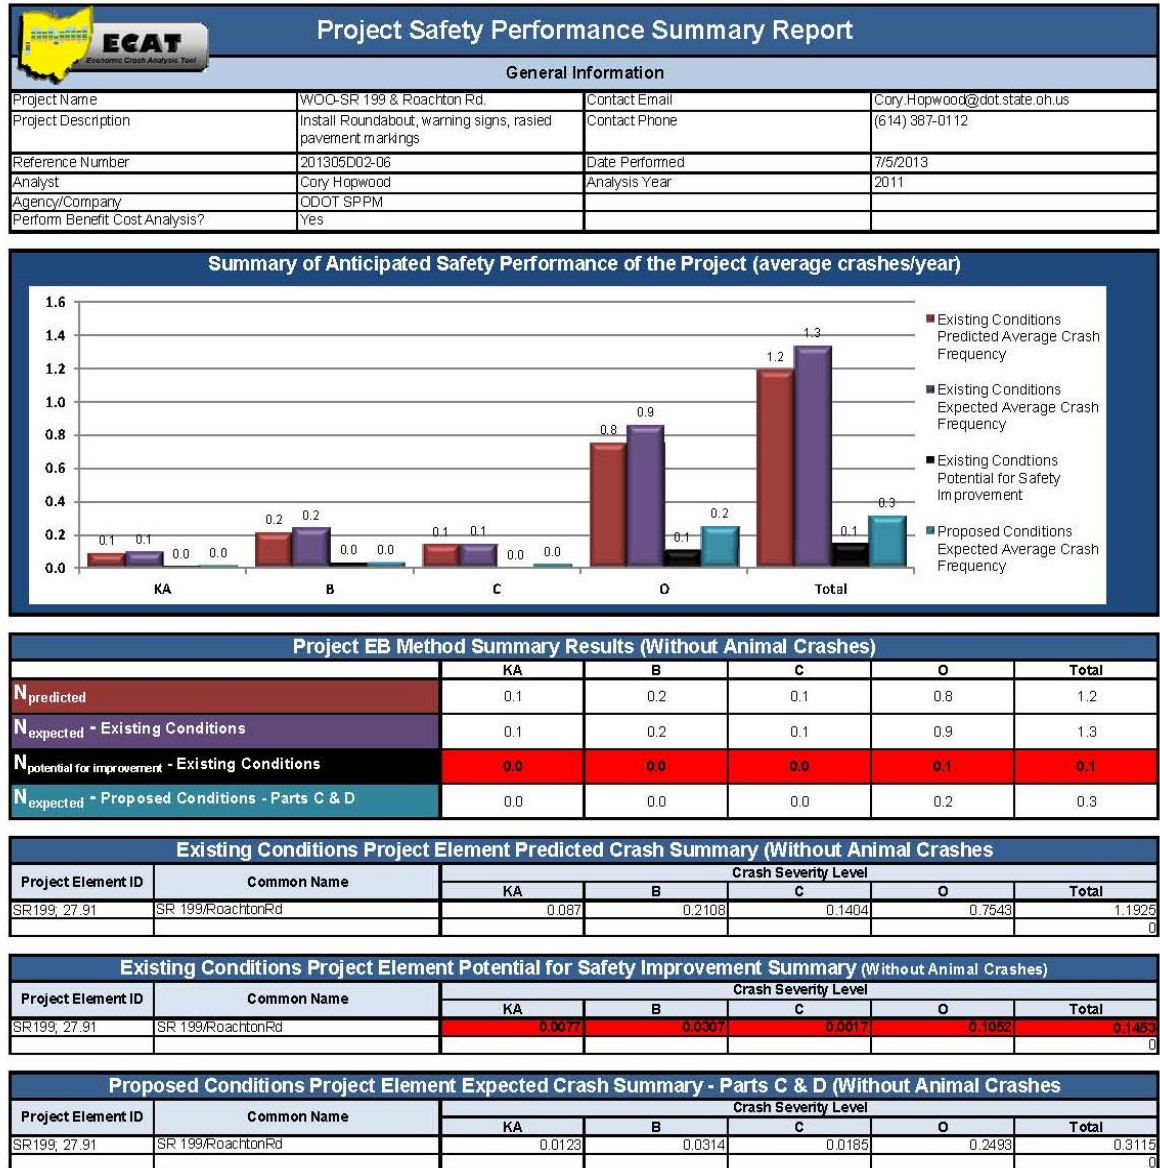 ECAT
Economic Crash Analysis Tool
Project Safety Performance Summary Report
General Information
Project Name WOO-SR 199 & Roachton Rd. Contact Email Cory.Hopwood@dot.state.oh.us
Project Description Install Roundabout, warning signs, rasied Contact Phone (614) 387-0112
pavement markings
Reference Number 201305D02-06 Date Performed 7/5/2013
Analyst Cory Hopwood Analysis Year 2011
Agency/Company ODOT SPPM
Perform Benefit Cost Analysis? Yes
Summary of Anticipated Safety Performance of the Project (average crashes/year)
1.6
1.4
1.2
1.0
0.8
0.6
0.4
0.2
0.0
0.1 0.1 0.0 0.0
0.2 0.2 0.0 0.0
0.1 0.1 0.0 0.0
0.8 0.9 0.1 0.2
1.2 1.3 0.1 0.3
KA B C O Total
Existing Conditions
Predicted Average Crash
Frequency
Existing Conditions
Expected Average Crash
Frequency
Existing Condtions
Potential for Safety
Improvement
Proposed Conditions
Expected Average Crash
Frequency
Project EB Method Summary Results (Without Animal Crashes)
KA B C O Total
Npredicted 0.1 0.2 0.1 0.8 1.2
Nexpected - Existing Conditions 0.1 0.2 0.1 0.9 1.3
Npotential for improvement - Existing Conditions 0.0 0.0 0.0 0.1 0.1
Nexpected - Proposed Conditions - Parts C & D 0.0 0.0 0.0 0.2 0.3
Existing Conditions Project Element Predicted Crash Summary (Without Animal Crashes
Project Element ID Common Name Crash Severity Level
KA B C O Total
SR199; 27.91 SR 199/RoachtonRd 0.087 0.2108 0.1404 0.7543 1.1925
0
Existing Conditions Project Element Potential for Safety Improvement Summary (Without Animal Crashes)
Project Element ID Common Name Crash Severity Level
KA B C O Total
SR199; 27.91 SR 199/RoachtonRd 0.0077 0.0307 0.0017 0.1052 0.1453
0
Proposed Conditions Project Element Expected Crash Summary - Parts C & D (Without Animal Crashes
Project Element ID Common Name Crash Severity Level
KA B C O Total
SR199; 27.91 SR 199/RoachtonRd 0.0123 0.0314 0.0185 0.2493 0.3115
0